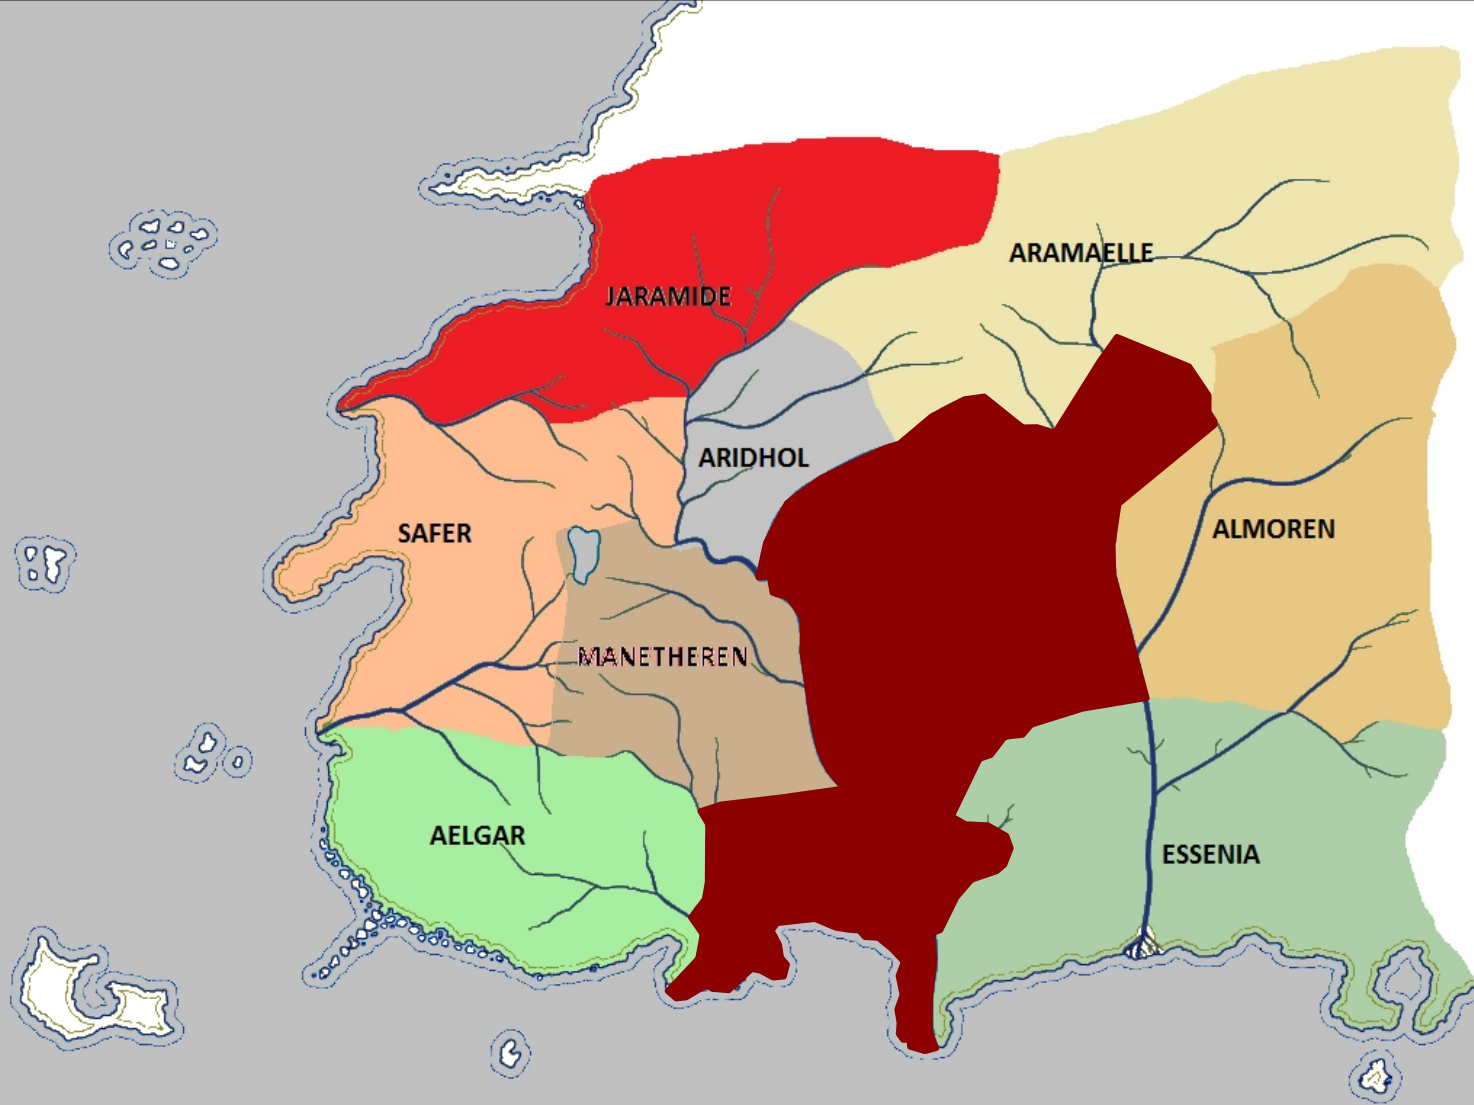 ARAMAELLE
JARAMIDE
ARIDHOL
SAFER
ALMOREN
MANETHEREN
AELGAR
ESSENIA